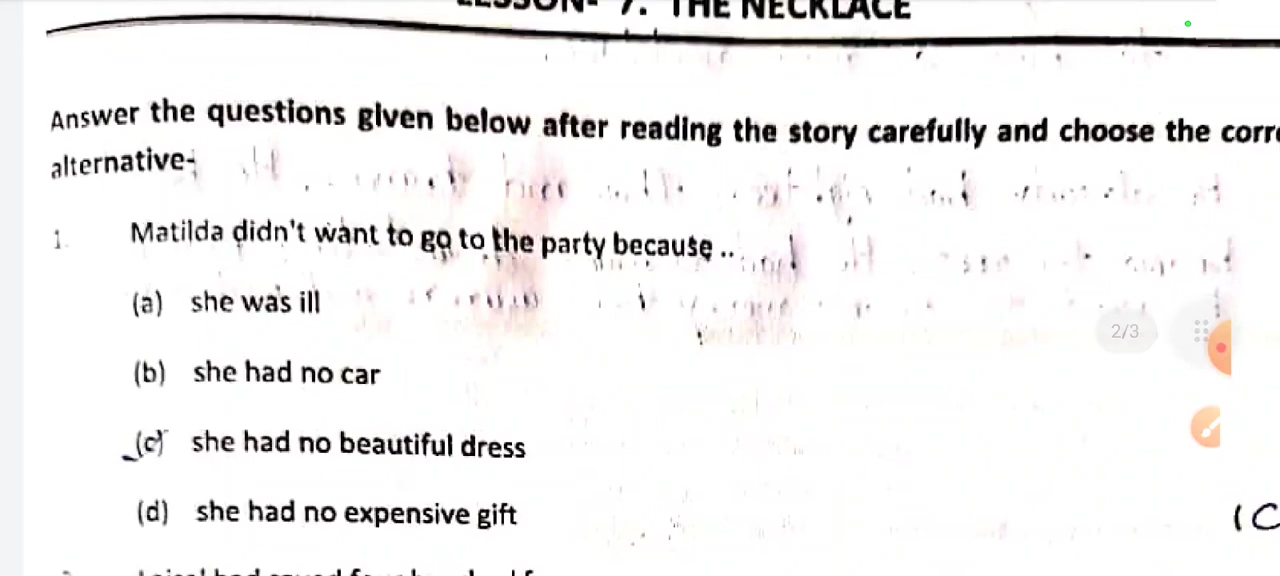 7. THE NECKLACE
Answer the questions given below after reading the story carefully and choose the
alternative-
1. Matilda didn't want to go to the party because ..
(a) she was ill
(b) she had no car
(c) she had no beautiful dress
(d) she had no expensive gift
(C
2/3